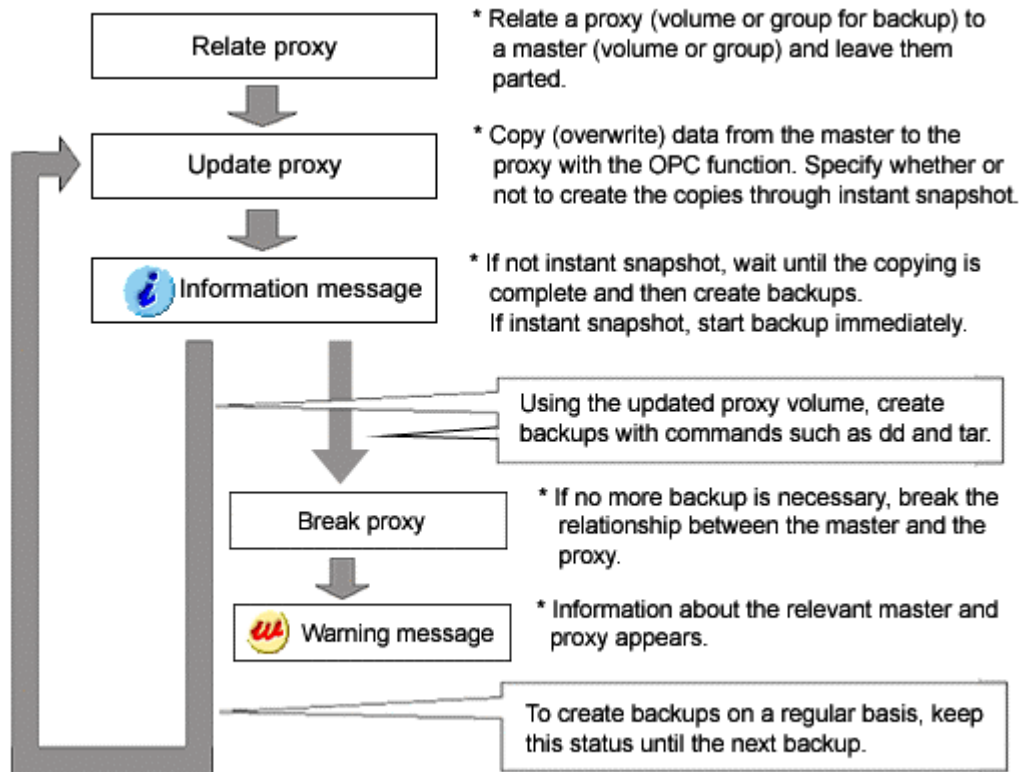 Relate proxy
* Relate a proxy (volume or group for backup) to
a master (volume or group) and leave them
parted.
Update proxy
* Copy (overwrite) data from the master to the
proxy with the OPC function. Specify whether or
not to create the copies through instant snapshot.
i Information message
* If not instant snapshot, wait until the copying is
complete and then create backups.
If instant snapshot, start backup immediately.
Using the updated proxy volume, create
backups with commands such as dd and tar.
Break proxy
* If no more backup is necessary, break the
relationship between the master and the
proxy.
w Warning message
* Information about the relevant master and
proxy appears.
To create backups on a regular basis, keep
this status until the next backup.